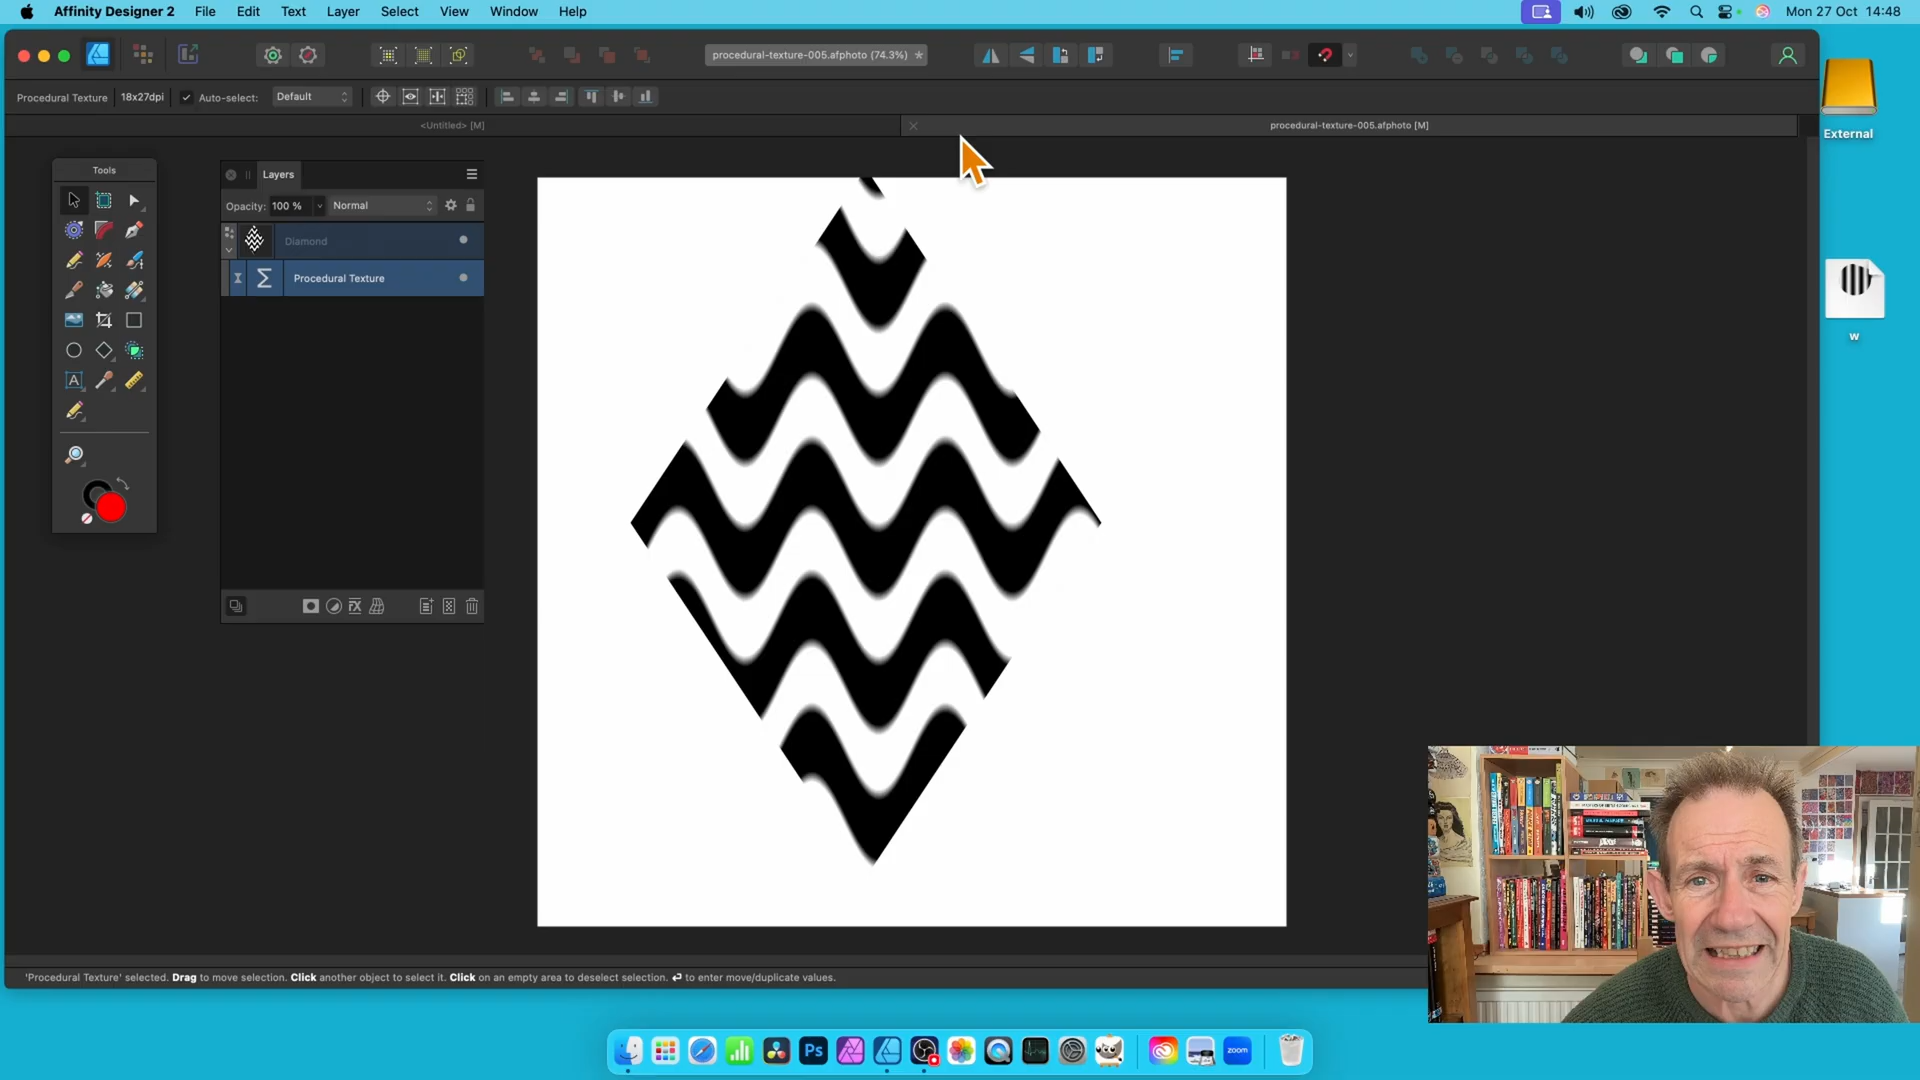 Affinity Designer 2 File Edit Text Layer Select View Window Help Mon 27 Oct 14:48
procedural-texture-005.afphoto (74.3%) *
Procedural Texture 18x27dpi Auto-select: Default
<Untitled> [M] procedural-texture-005.afphoto [M]
External
Tools
Layers
Opacity: 100 % Normal
Diamond
Procedural Texture
w
A
'Procedural Texture' selected. Drag to move selection. Click another object to select it. Click on an empty area to deselect selection. ↵ to enter move/duplicate values.
Ps zoom